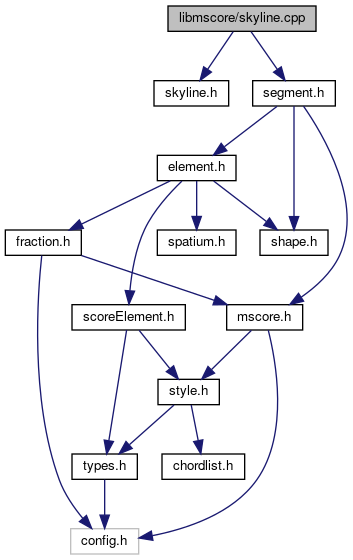 libmscore/skyline.cpp
skyline.h
segment.h
element.h
fraction.h
spatium.h
shape.h
scoreElement.h
mscore.h
style.h
types.h
chordlist.h
config.h